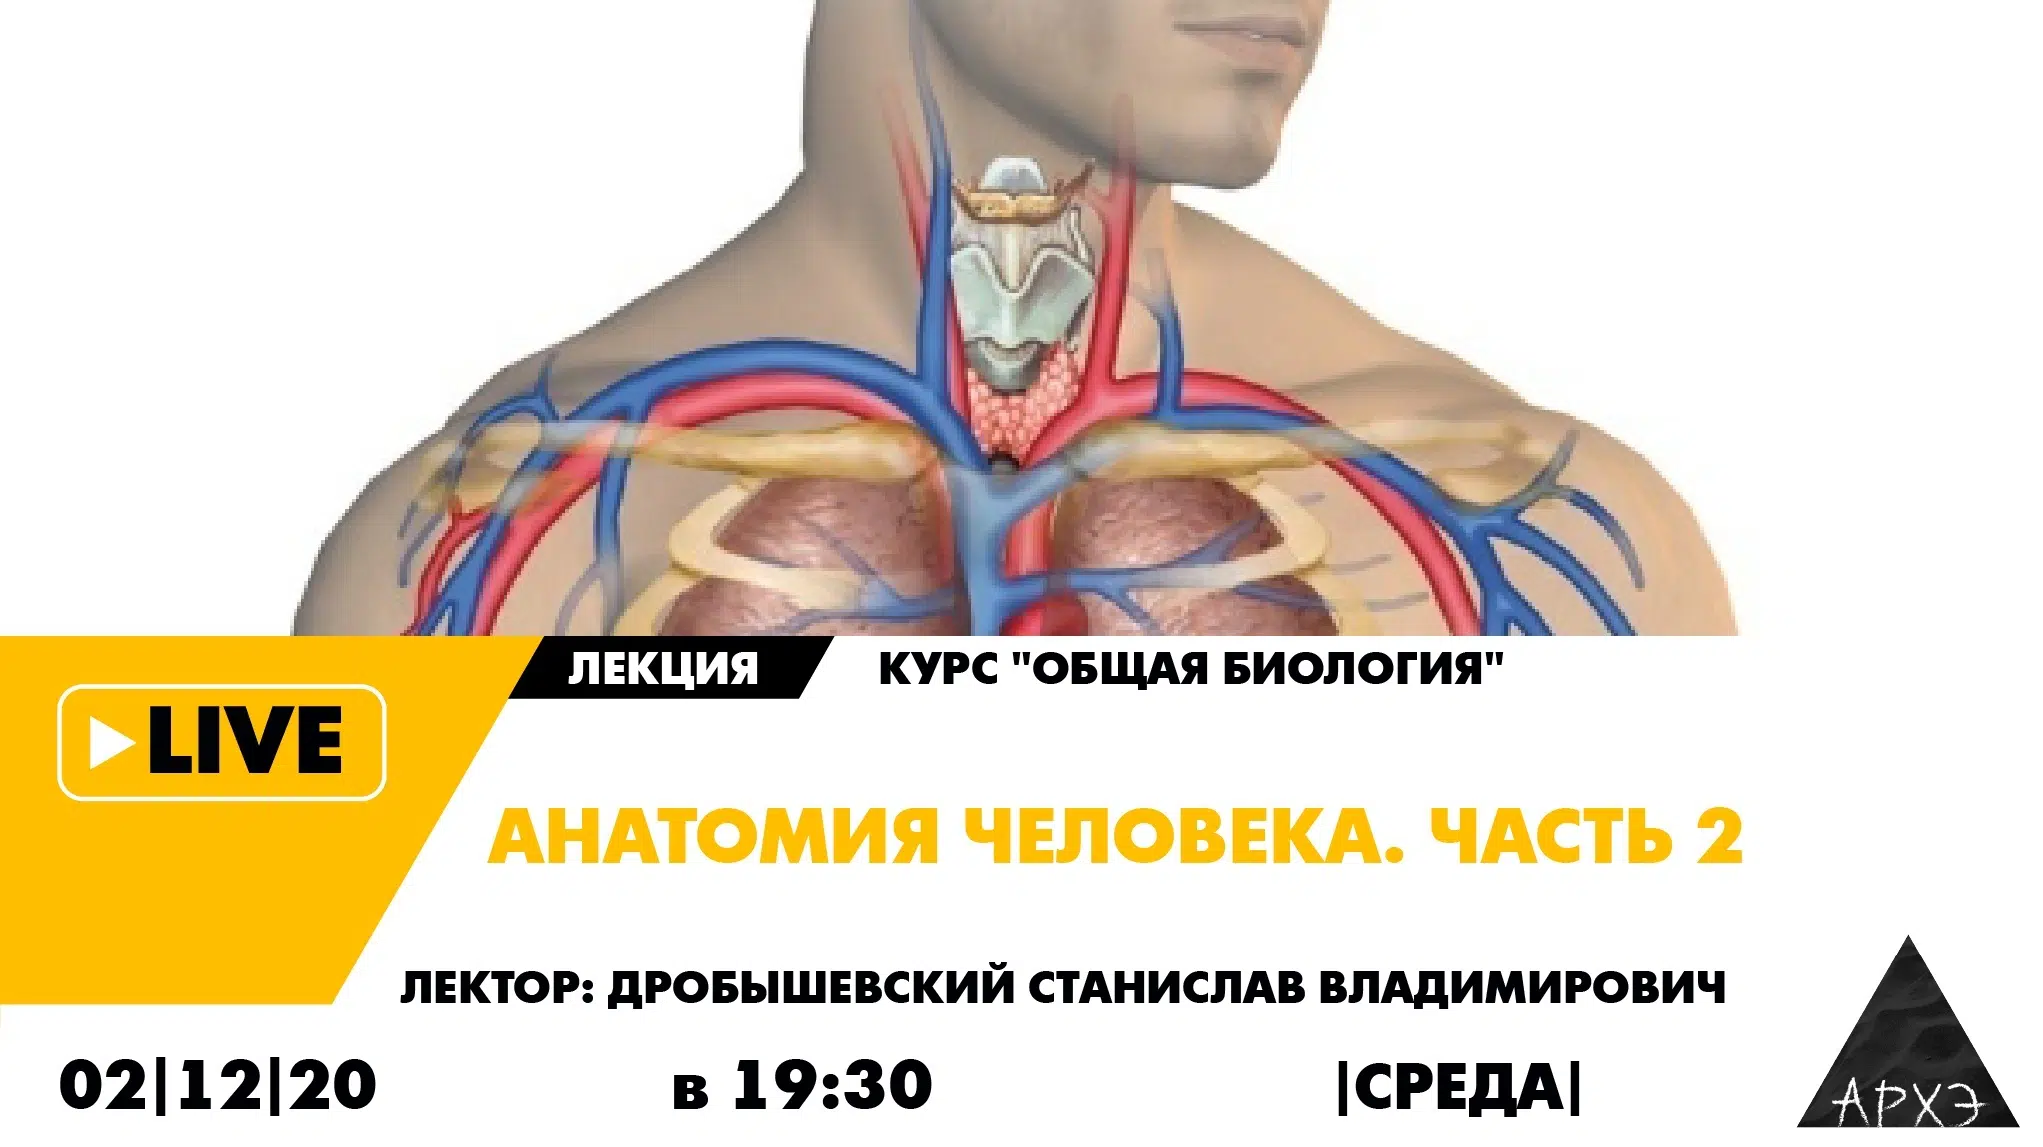 ЛЕКЦИЯ КУРС "ОБЩАЯ БИОЛОГИЯ"
LIVE
АНАТОМИЯ ЧЕЛОВЕКА. ЧАСТЬ 2
ЛЕКТОР: ДРОБЫШЕВСКИЙ СТАНИСЛАВ ВЛАДИМИРОВИЧ
02|12|20 в 19:30 |СРЕДА|
АРХЭ